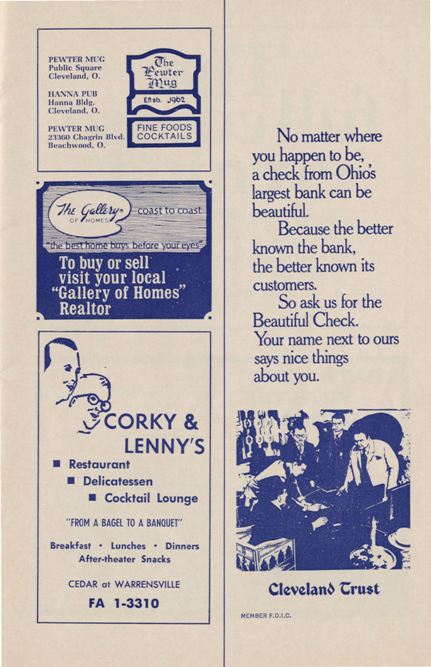 PEWTER MUG
Public Square
Cleveland, O.
HANNA PUB
Hanna Bldg.
Cleveland, O.
PEWTER MUG
23360 Chagrin Blvd.
Beachwood, O.
The
Pewter
Mug
Estab. 1962
FINE FOODS
COCKTAILS
The Gallery
OF HOMES
coast to coast
"the best home buys before your eyes"
To buy or sell
visit your local
"Gallery of Homes"
Realtor
CORKY &
LENNY'S
■ Restaurant
■ Delicatessen
■ Cocktail Lounge
"FROM A BAGEL TO A BANQUET"
Breakfast • Lunches • Dinners
After-theater Snacks
CEDAR at WARRENSVILLE
FA 1-3310
No matter where
you happen to be,
a check from Ohio's
largest bank can be
beautiful.
Because the better
known the bank,
the better known its
customers.
So ask us for the
Beautiful Check.
Your name next to ours
says nice things
about you.
Cleveland Trust
MEMBER F.D.I.C.